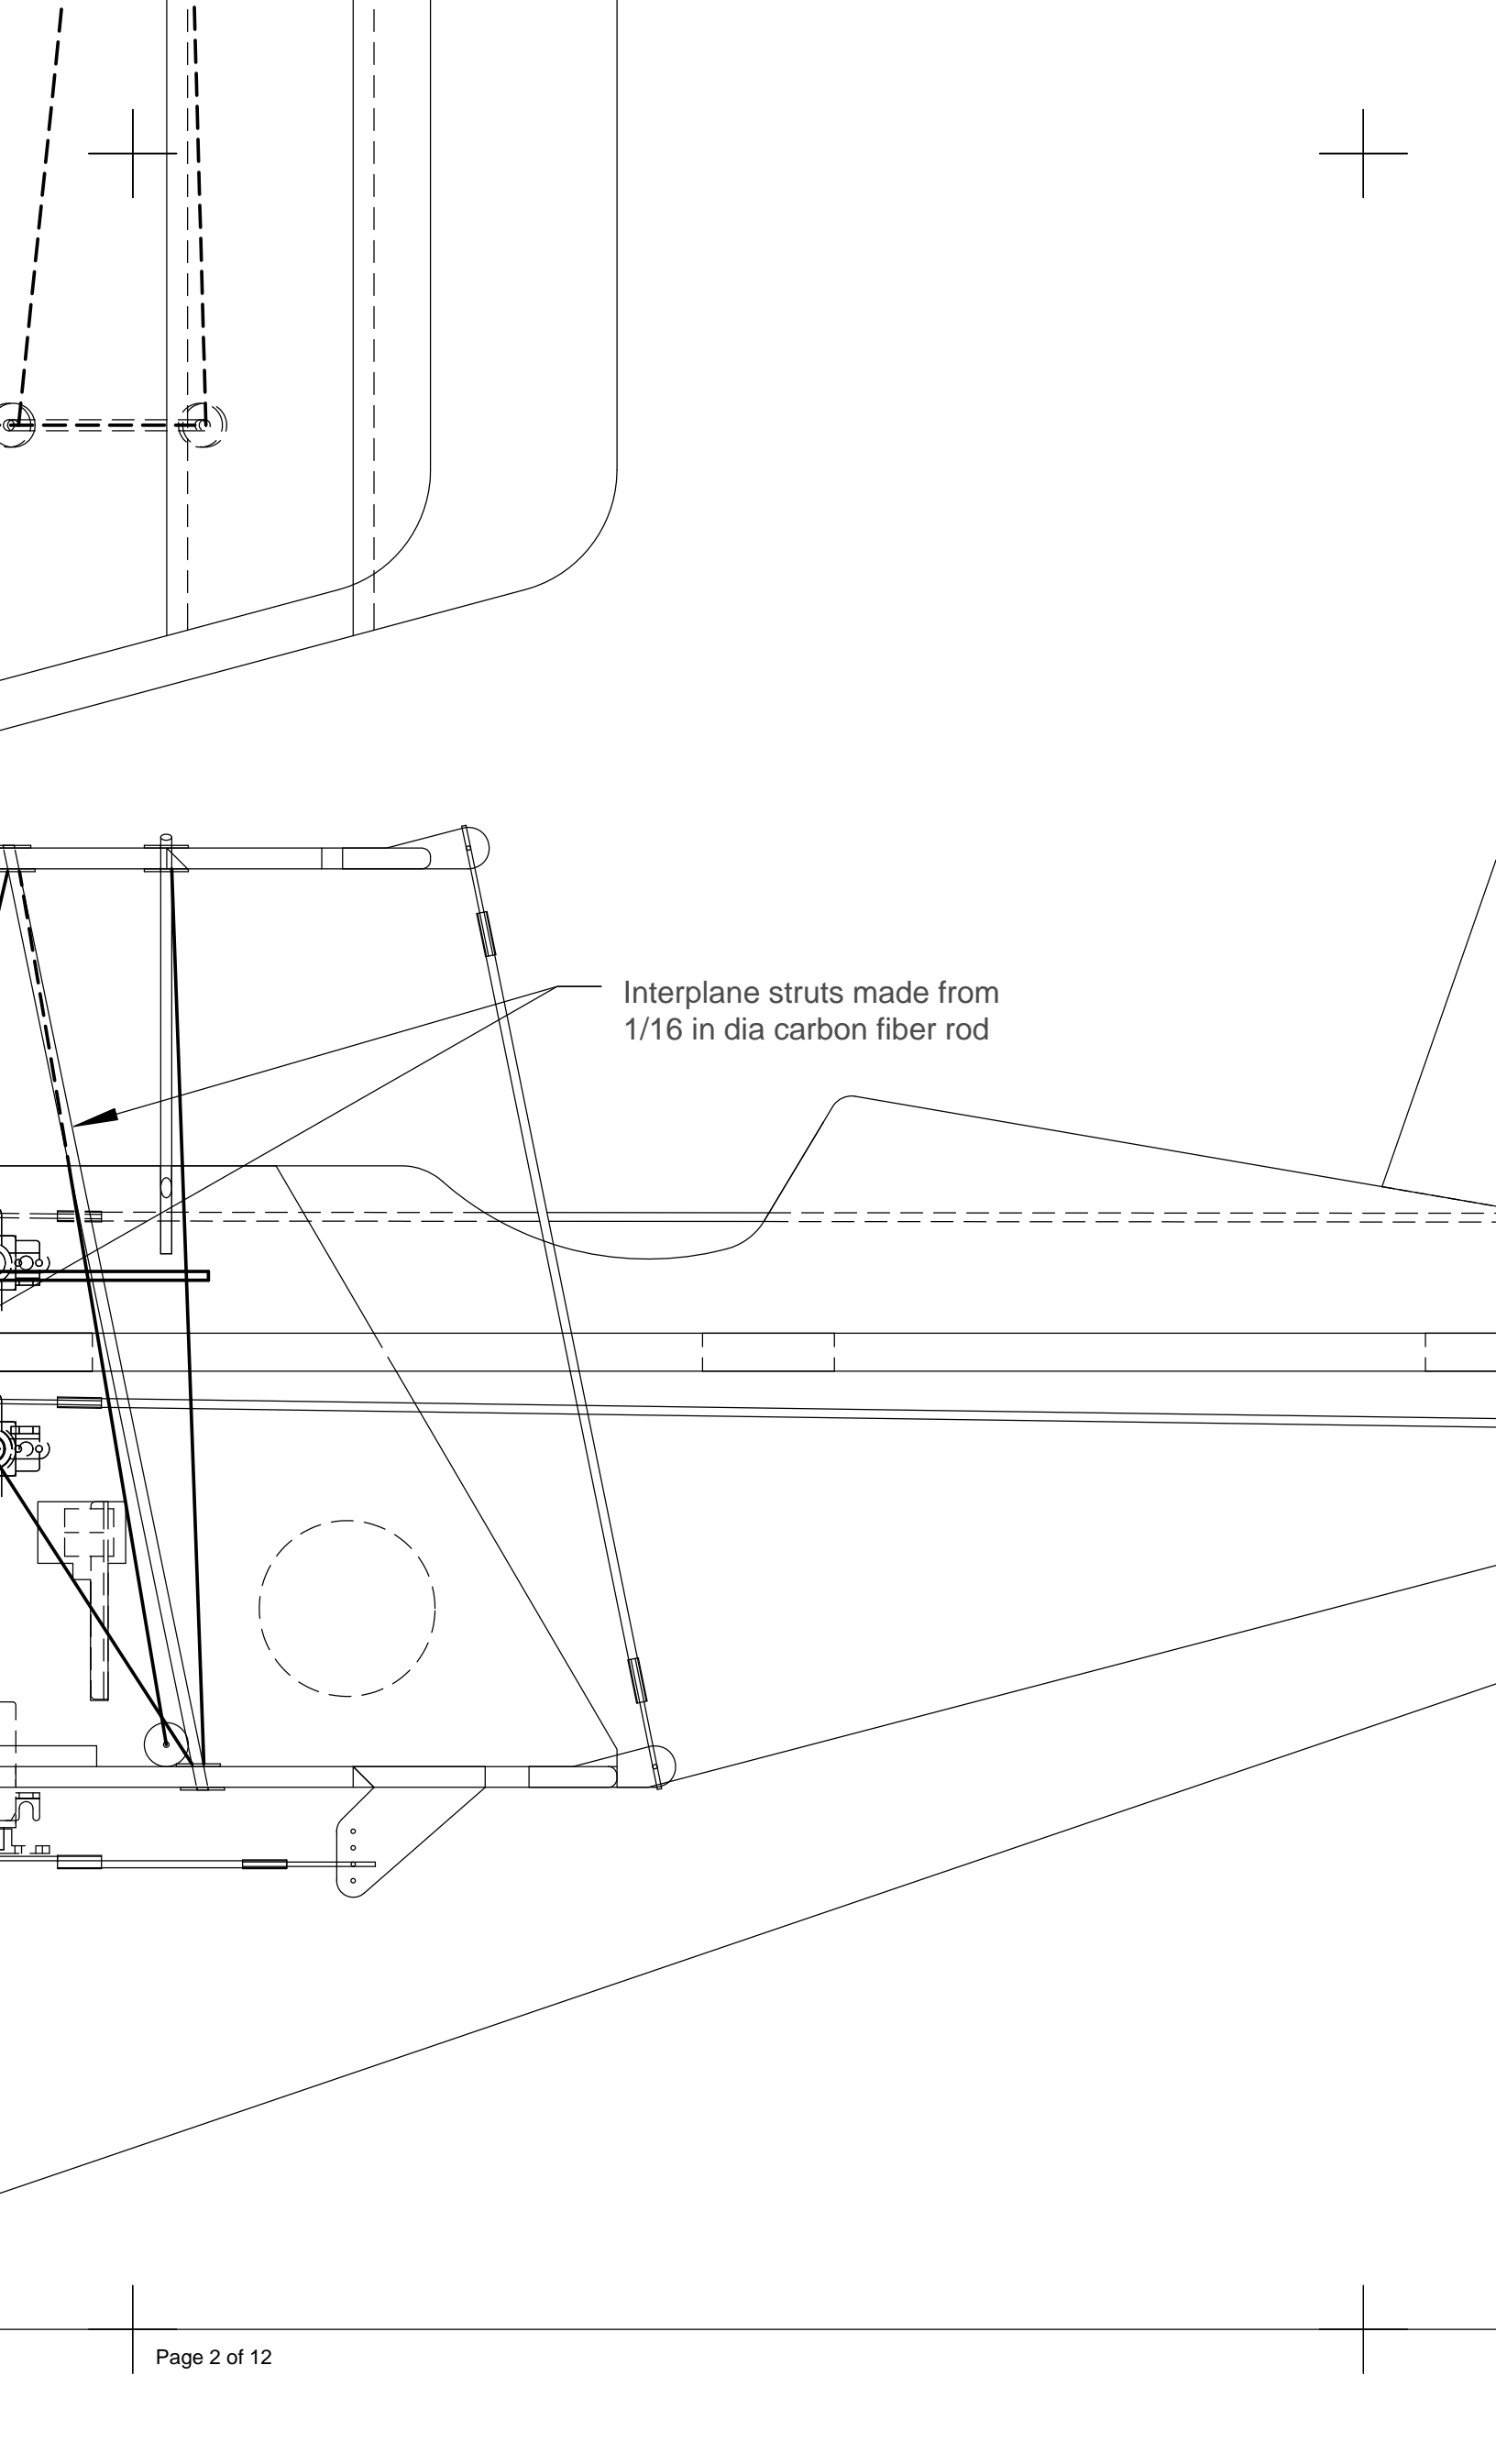 Interplane struts made from
1/16 in dia carbon fiber rod
Page 2 of 12